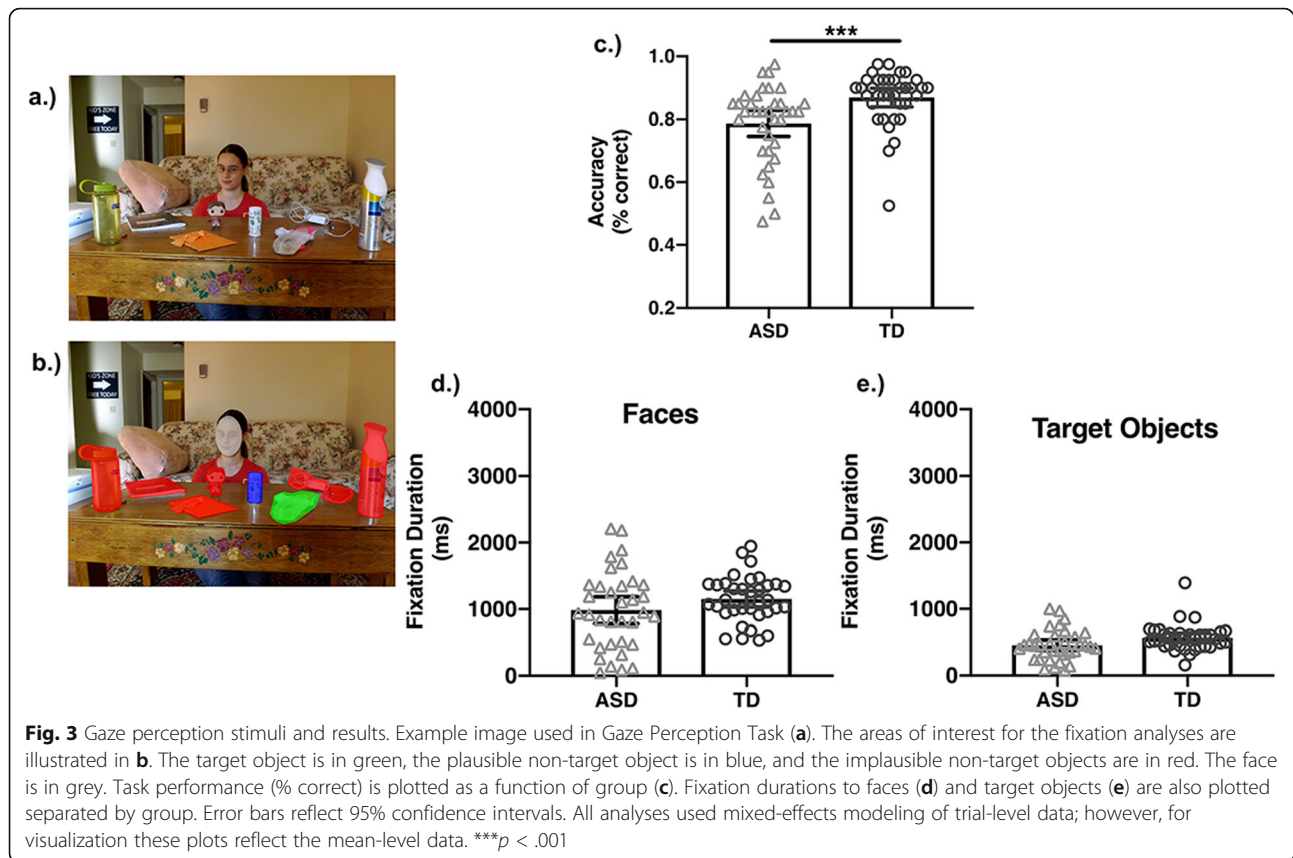 a.)
KID'S ZONE
FREE TODAY
b.)
KID'S ZONE
FREE TODAY
c.)
***
Accuracy
(% correct)
1.0
0.8
0.6
0.4
0.2
ASD
TD
d.)
Faces
Fixation Duration
(ms)
4000
3000
2000
1000
0
ASD
TD
e.)
Target Objects
Fixation Duration
(ms)
4000
3000
2000
1000
0
ASD
TD
Fig. 3 Gaze perception stimuli and results. Example image used in Gaze Perception Task (a). The areas of interest for the fixation analyses are
illustrated in b. The target object is in green, the plausible non-target object is in blue, and the implausible non-target objects are in red. The face
is in grey. Task performance (% correct) is plotted as a function of group (c). Fixation durations to faces (d) and target objects (e) are also plotted
separated by group. Error bars reflect 95% confidence intervals. All analyses used mixed-effects modeling of trial-level data; however, for
visualization these plots reflect the mean-level data. ***p < .001